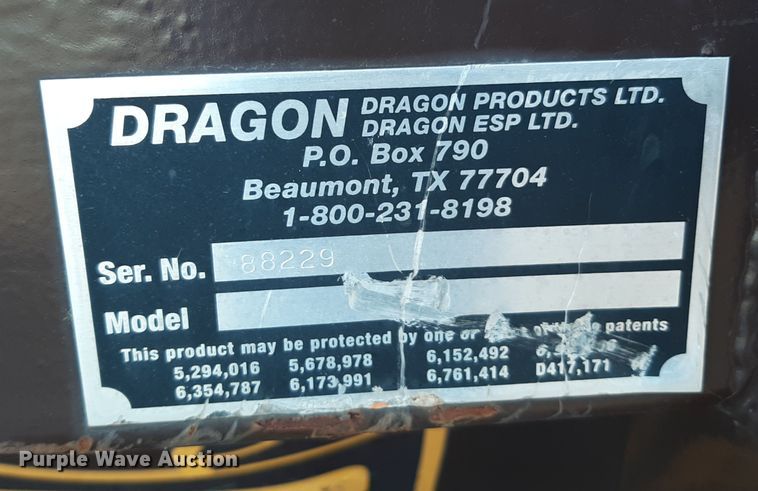 DRAGON DRAGON PRODUCTS LTD.
DRAGON ESP LTD.
P.O. Box 790
Beaumont, TX 77704
1-800-231-8198
Ser. No. 88229
Model
This product may be protected by one or of patents
5,294,016 5,678,978 6,152,492
6,354,787 6,173,991 6,761,414 D417,171
Purple Wave Auction